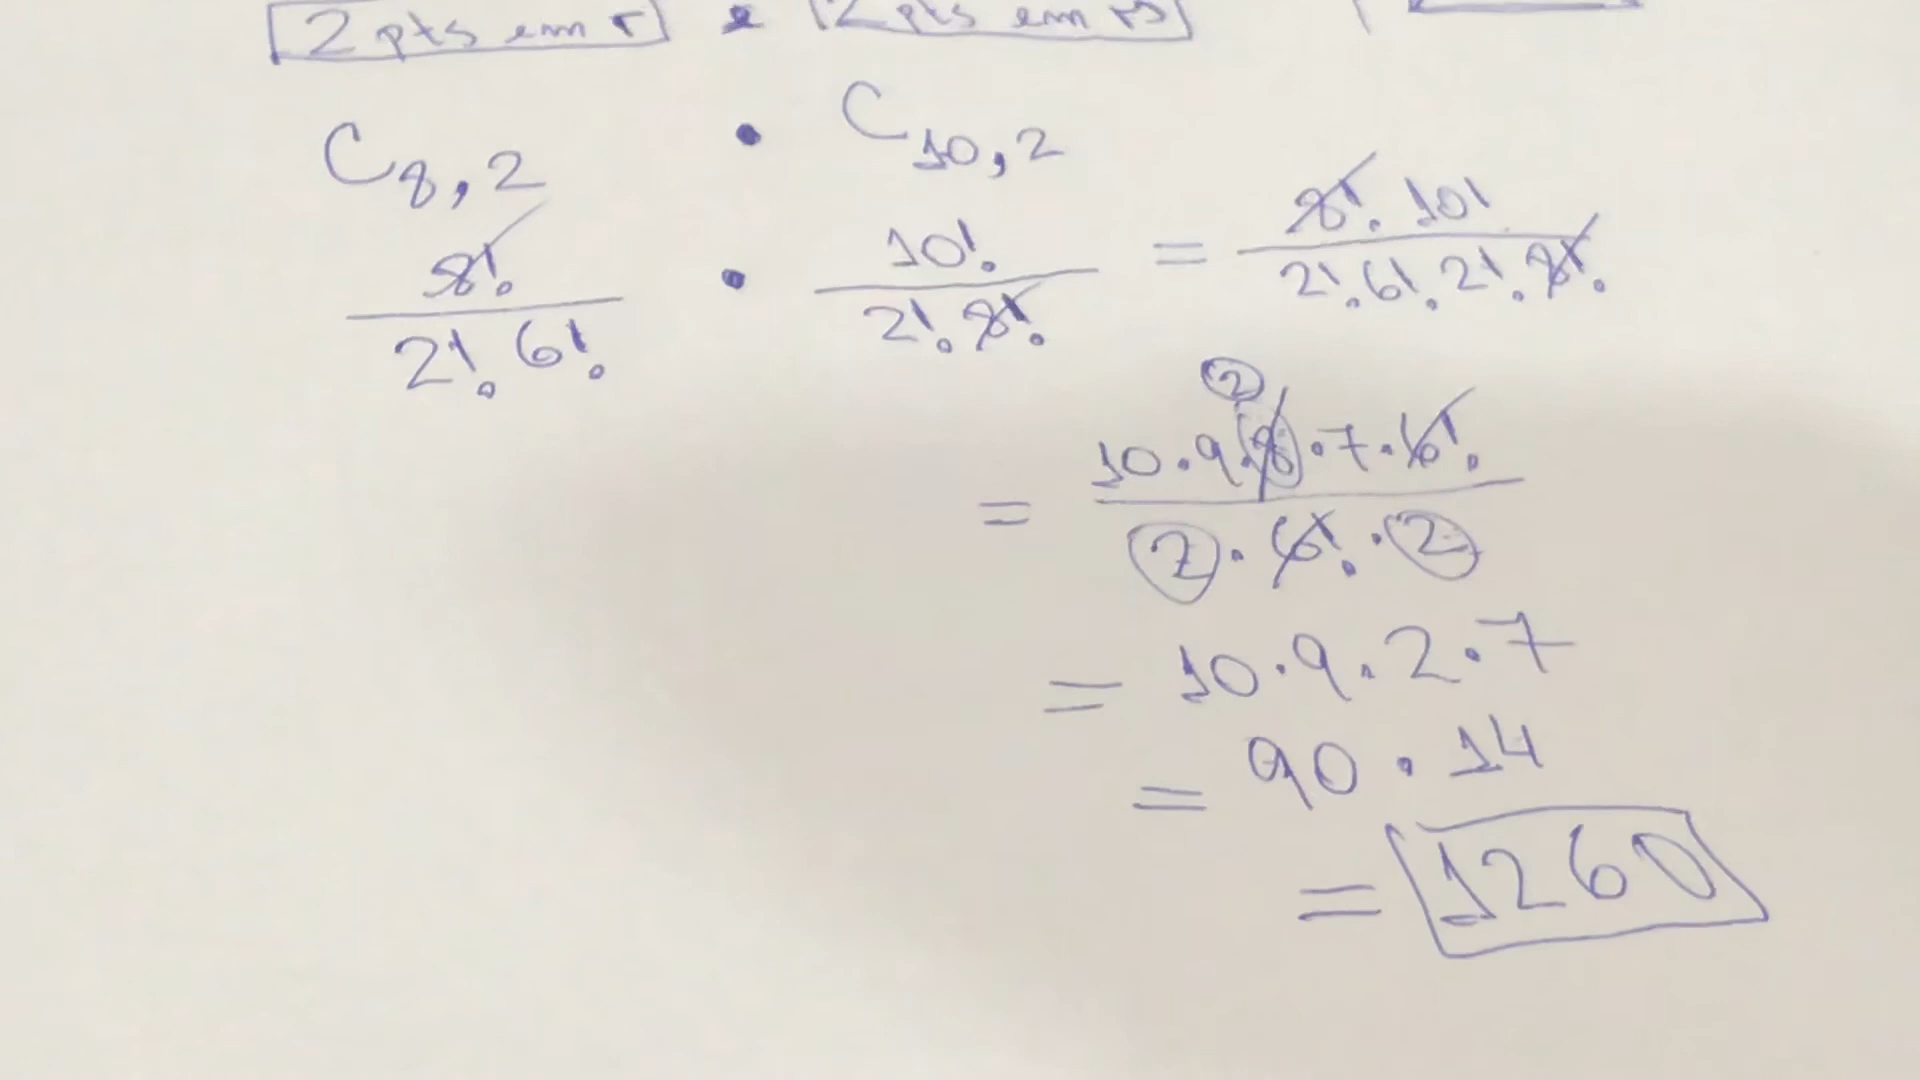 2 pts em r e 2 pts em s
C8,2 · C10,2
8!/2!.6! · 10!/2!.8! = 8!.10!/2!.6!.2!.8!
2
= 10.9.8.7.6!/2.6!.2
= 10.9.2.7
= 90.14
= 1260